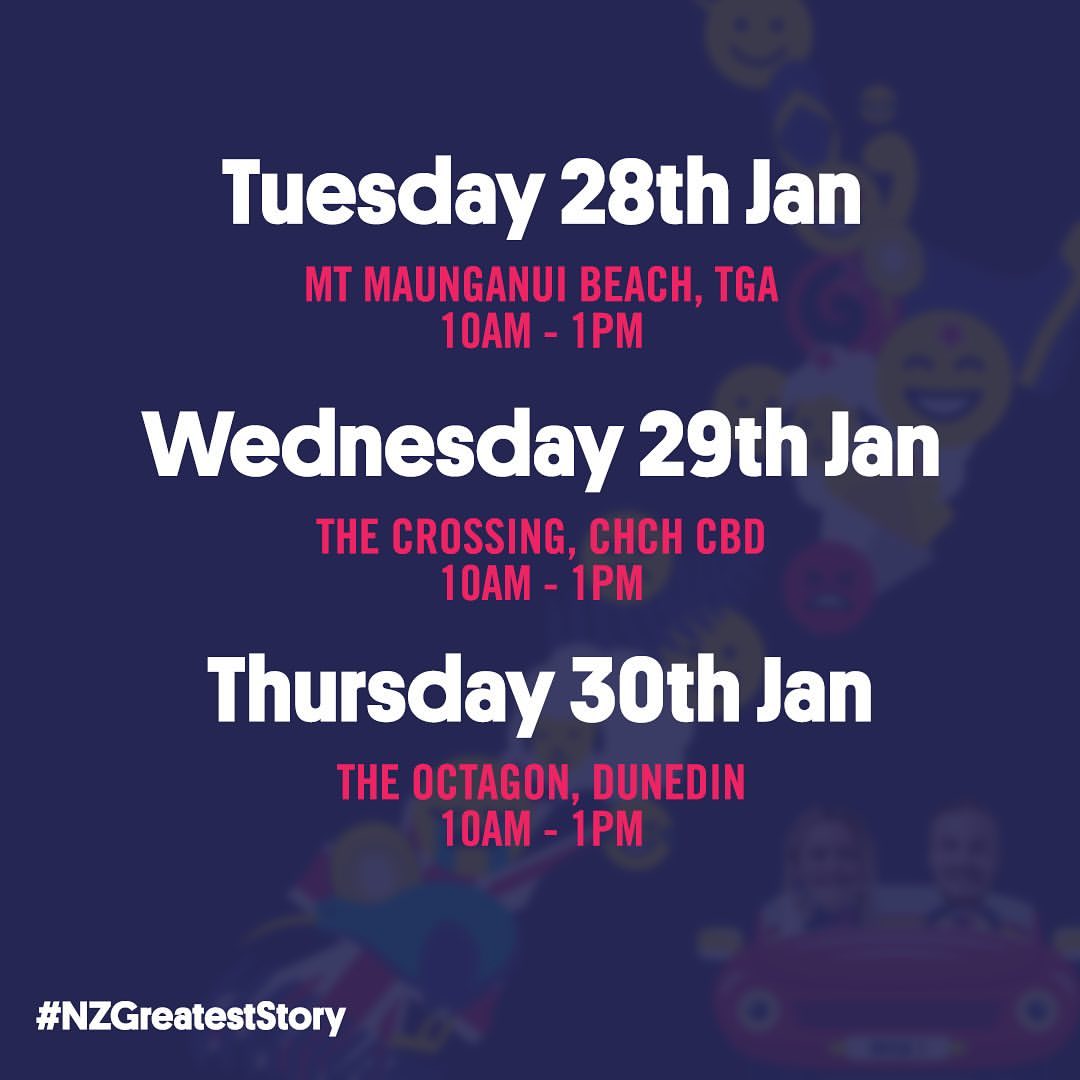 Tuesday 28th Jan
MT MAUNGANUI BEACH, TGA
10AM - 1PM
Wednesday 29th Jan
THE CROSSING, CHCH CBD
10AM - 1PM
Thursday 30th Jan
THE OCTAGON, DUNEDIN
10AM - 1PM
#NZGreatestStory